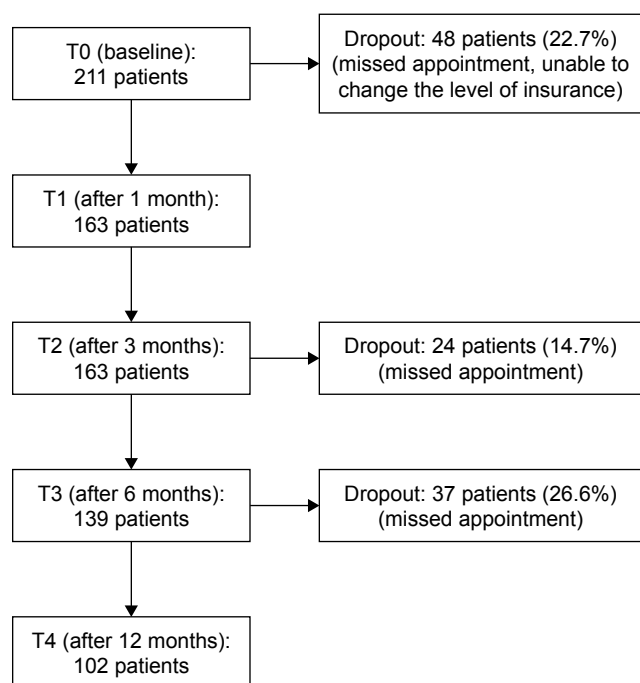 T0 (baseline):
211 patients
Dropout: 48 patients (22.7%)
(missed appointment, unable to
change the level of insurance)
T1 (after 1 month):
163 patients
T2 (after 3 months):
163 patients
Dropout: 24 patients (14.7%)
(missed appointment)
T3 (after 6 months):
139 patients
Dropout: 37 patients (26.6%)
(missed appointment)
T4 (after 12 months):
102 patients